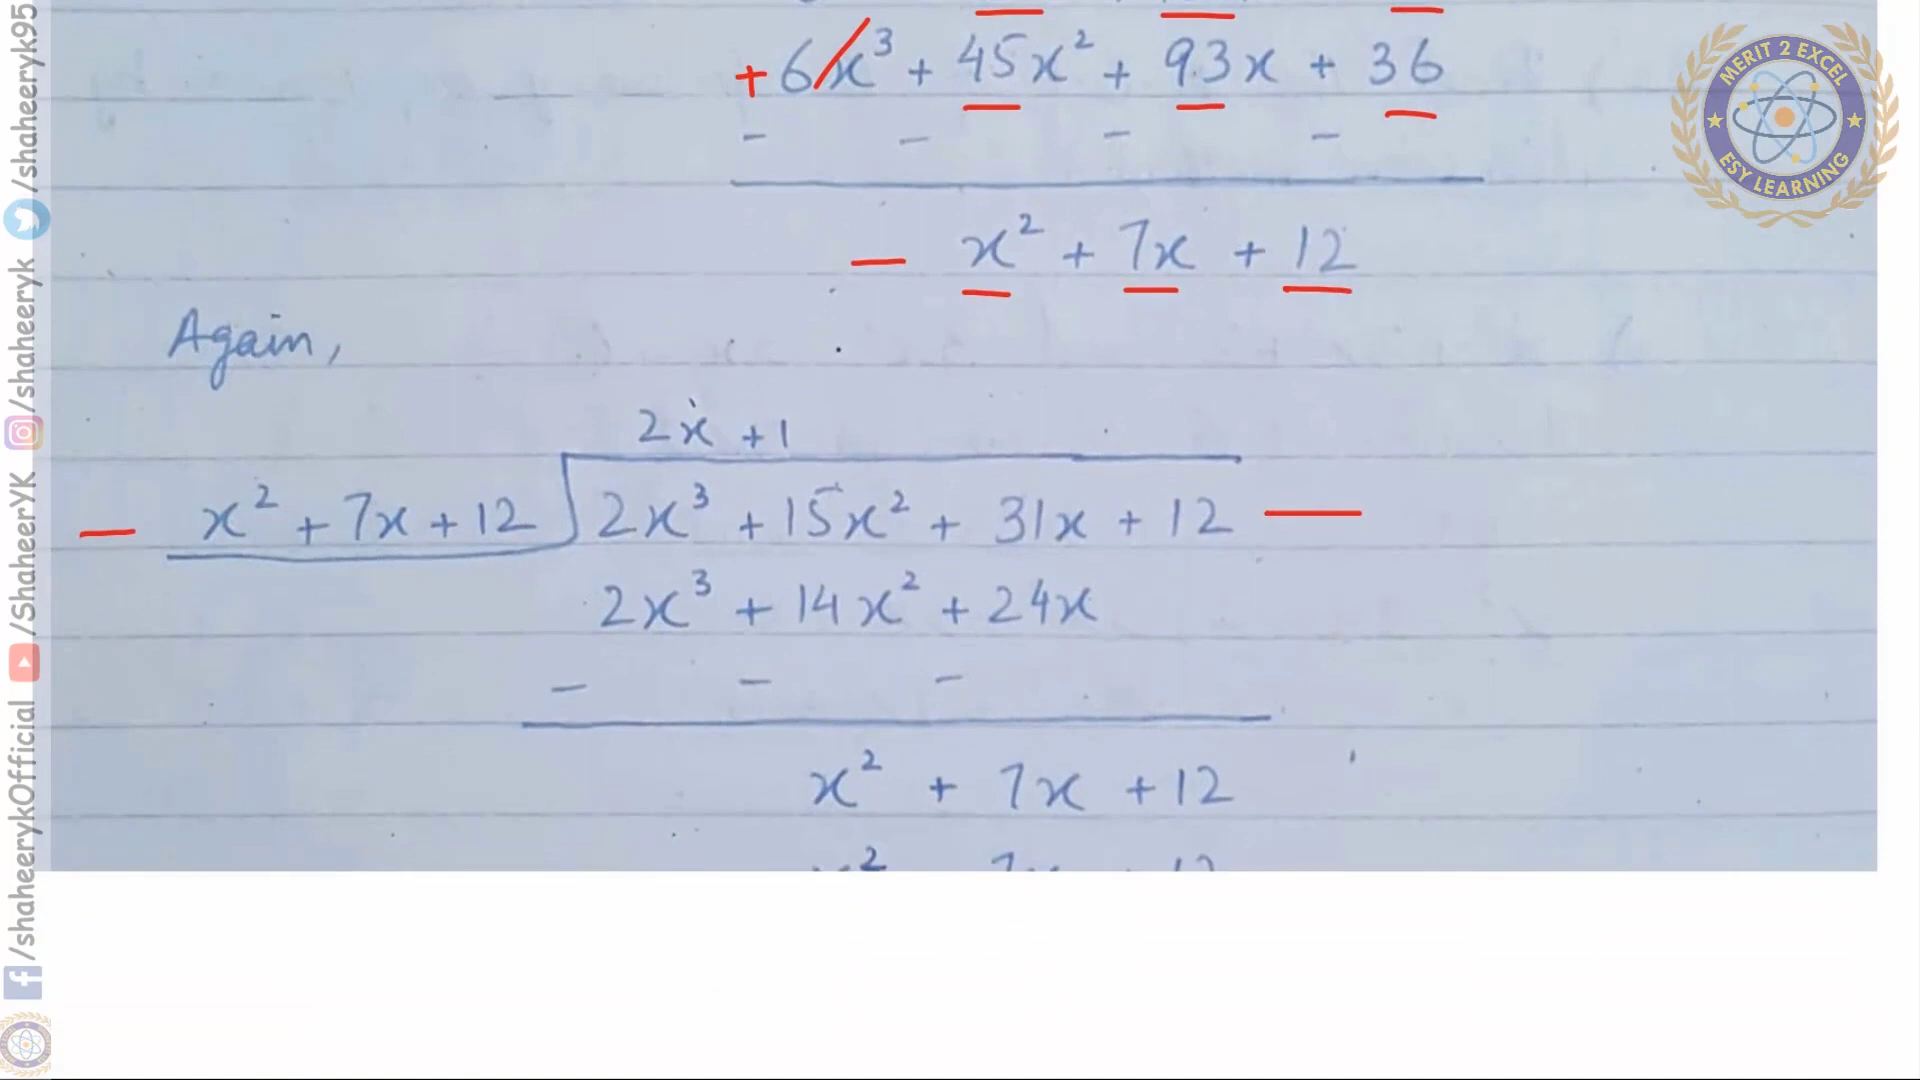 + 6x³ + 45x² + 93x + 36
- - - -
x² + 7x + 12
Again,
2x + 1
x² + 7x + 12 ) 2x³ + 15x² + 31x + 12
2x³ + 14x² + 24x
- - -
x² + 7x + 12
MERIT 2 EXCEL
ESY LEARNING
/shaheerykOfficial
/ShaheerYK
/shaheeryk
/shaheeryk95